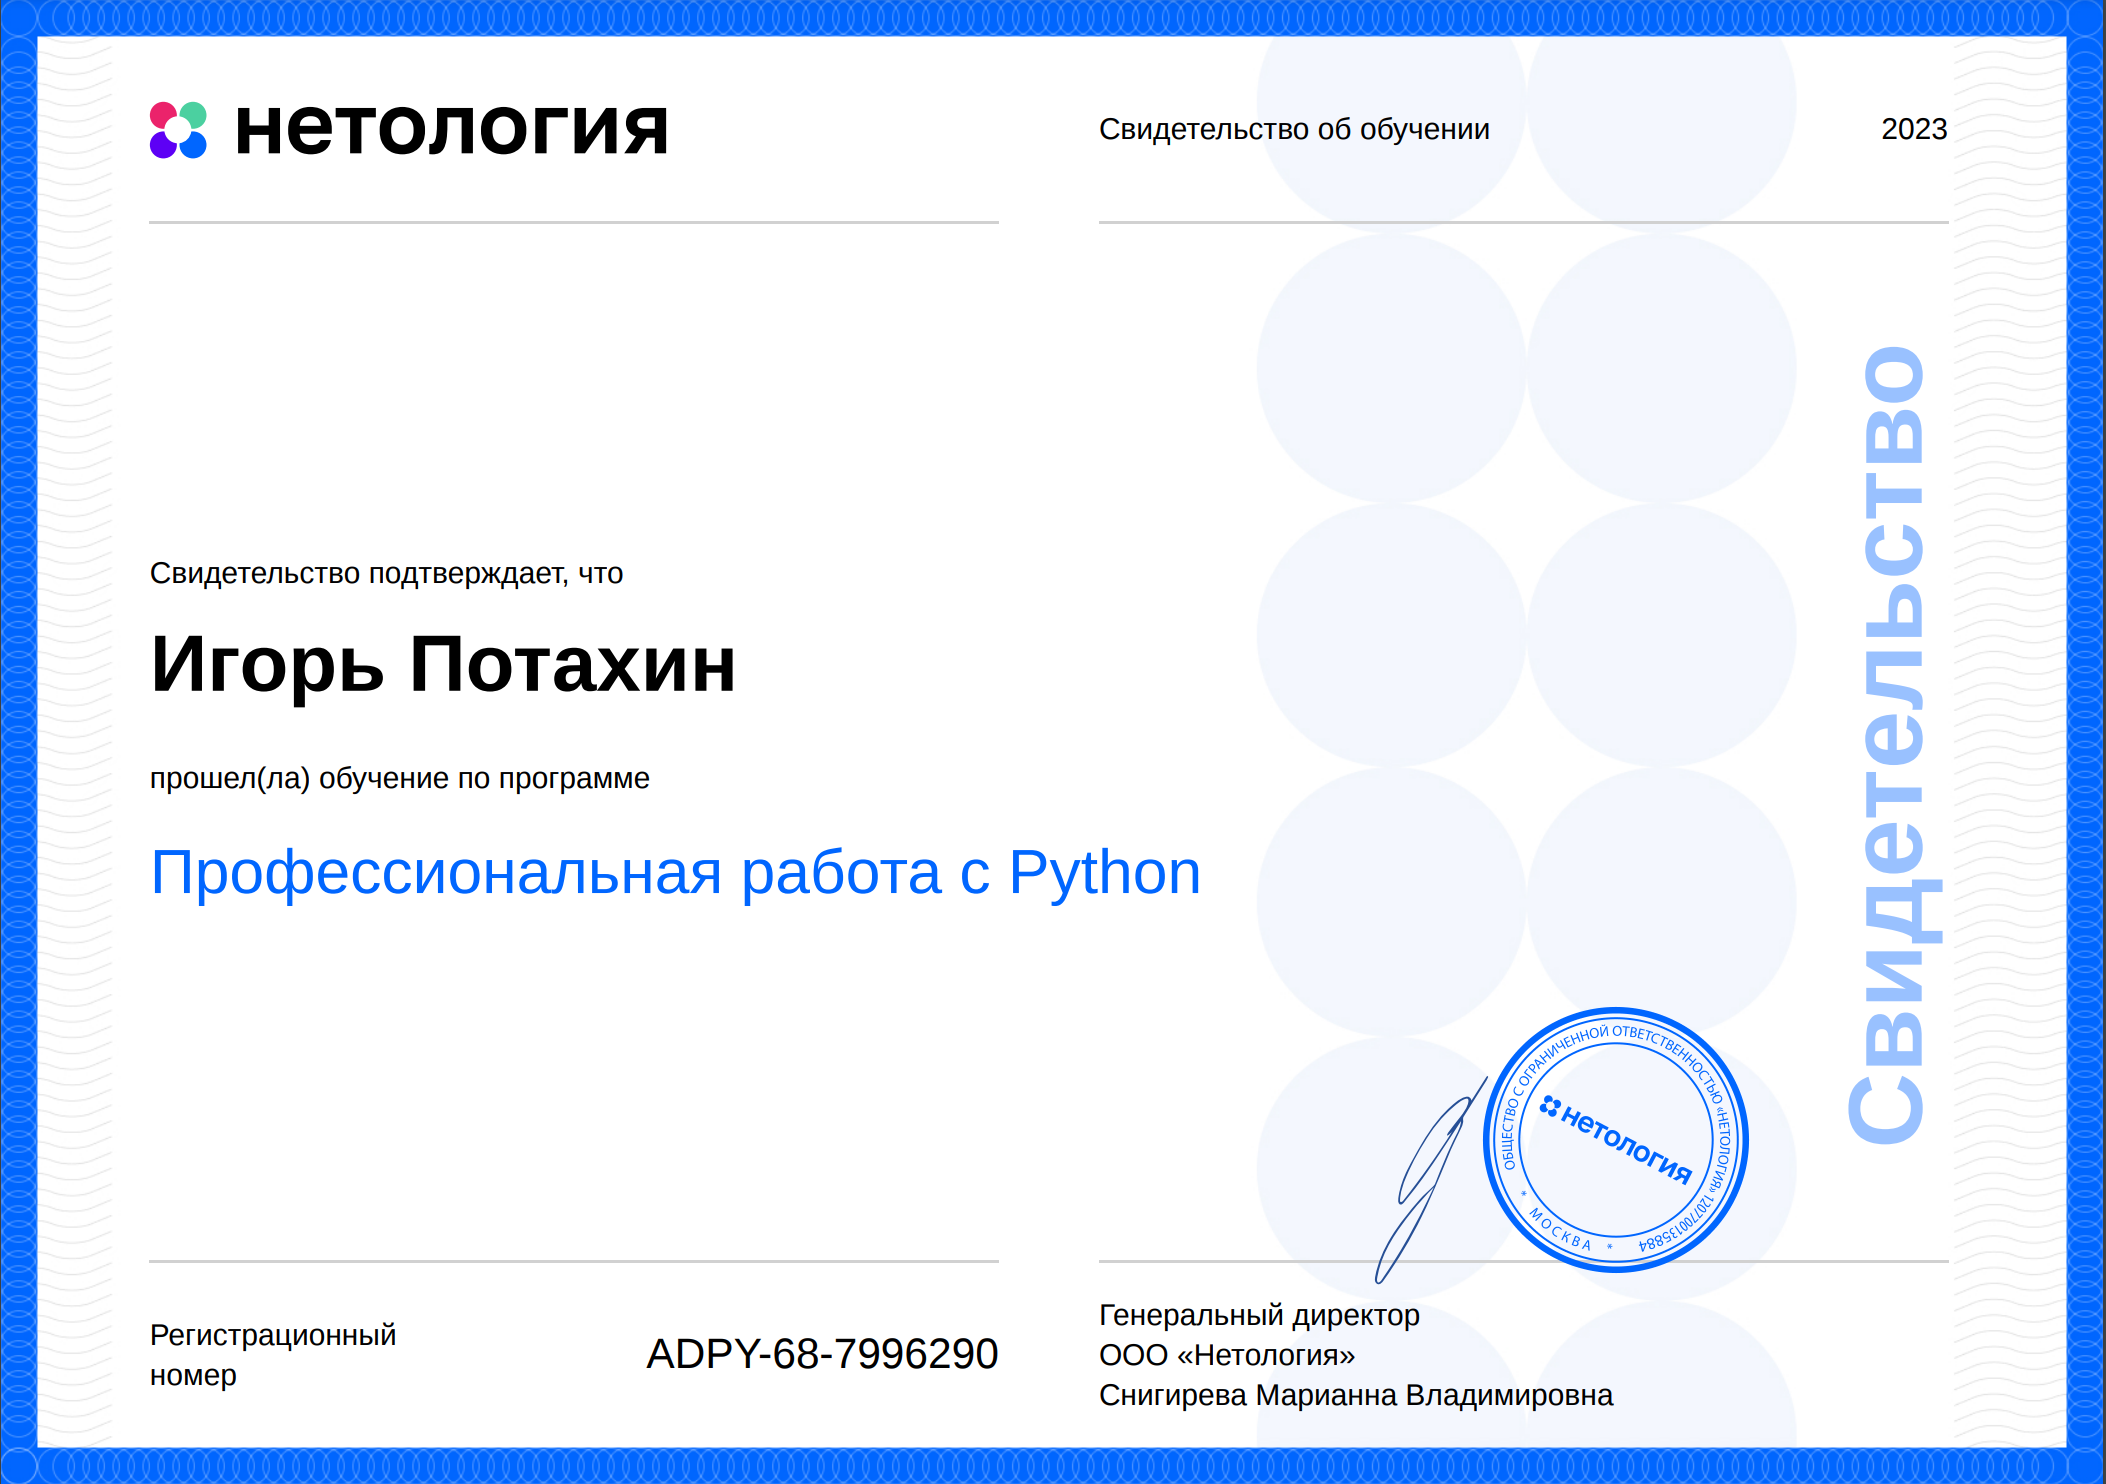 нетология
Свидетельство об обучении
2023
Свидетельство подтверждает, что
Игорь Потахин
прошел(ла) обучение по программе
Профессиональная работа с Python
Свидетельство
ОБЩЕСТВО С ОГРАНИЧЕННОЙ ОТВЕТСТВЕННОСТЬЮ «НЕТОЛОГИЯ» 1207700135884
* МОСКВА *
нетология
Регистрационный
номер
ADPY-68-7996290
Генеральный директор
ООО «Нетология»
Снигирева Марианна Владимировна